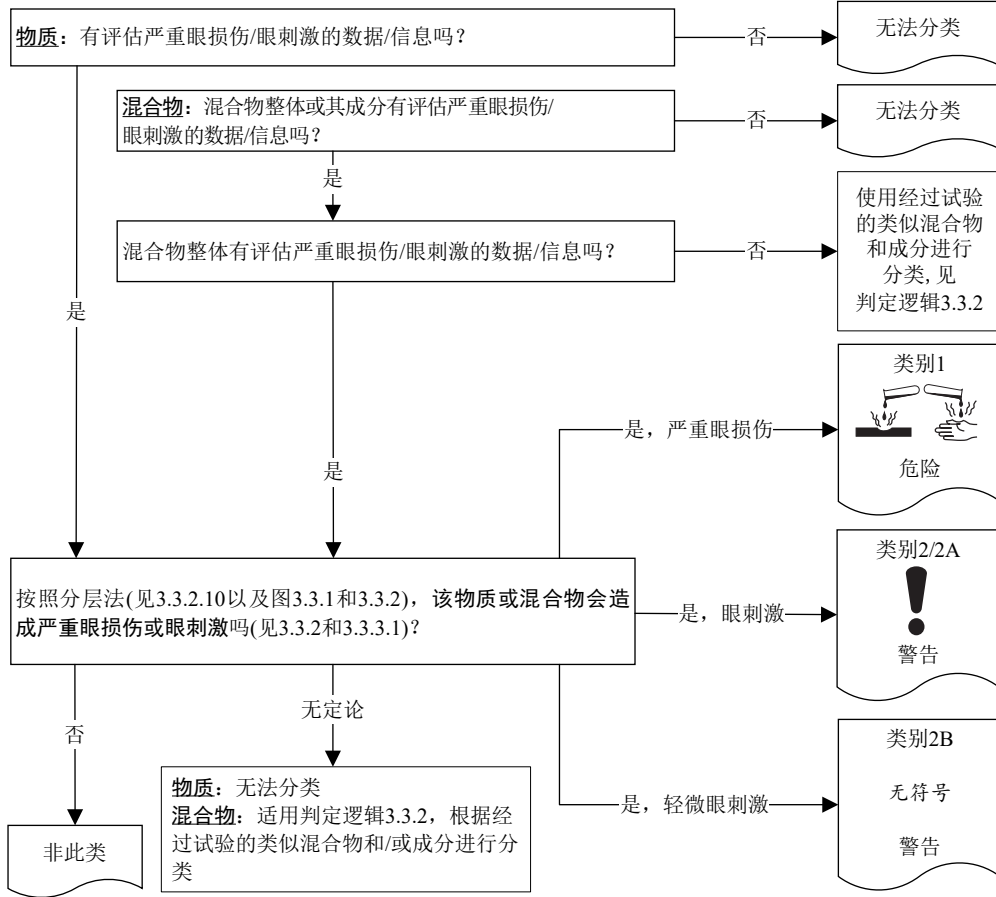 物质：有评估严重眼损伤/眼刺激的数据/信息吗？
否
无法分类
混合物：混合物整体或其成分有评估严重眼损伤/
眼刺激的数据/信息吗？
否
无法分类
是
混合物整体有评估严重眼损伤/眼刺激的数据/信息吗？
否
使用经过试验
的类似混合物
和成分进行
分类, 见
判定逻辑3.3.2
是
是
类别1
危险
是，严重眼损伤
按照分层法(见3.3.2.10以及图3.3.1和3.3.2)，该物质或混合物会造
成严重眼损伤或眼刺激吗(见3.3.2和3.3.3.1)？
是，眼刺激
类别2/2A
警告
否
无定论
是，轻微眼刺激
类别2B
无符号
警告
非此类
物质：无法分类
混合物：适用判定逻辑3.3.2，根据经
过试验的类似混合物和/或成分进行分
类